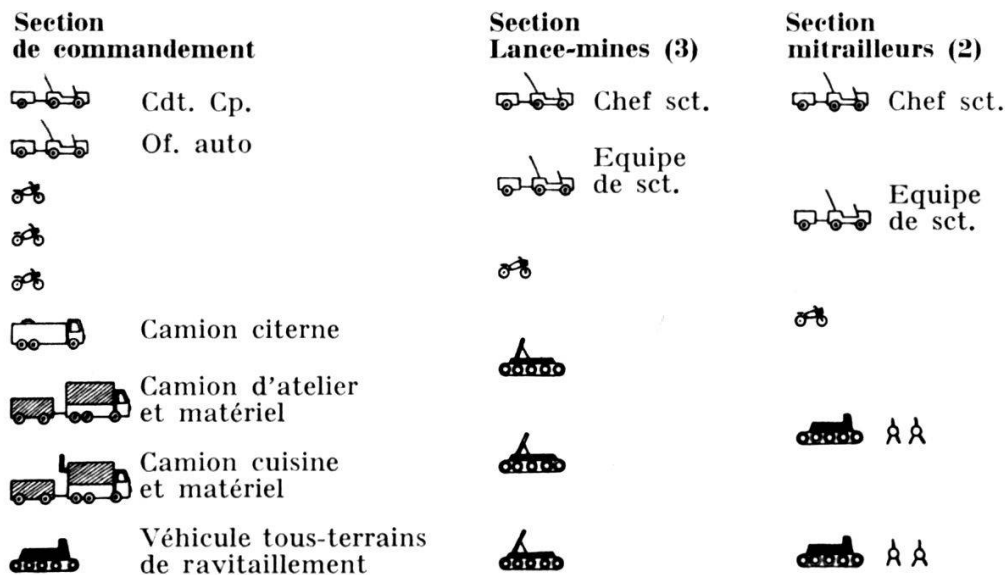 Section
de commandement
Cdt. Cp.
Of. auto
Camion citerne
Camion d'atelier
et matériel
Camion cuisine
et matériel
Véhicule tous-terrains
de ravitaillement
Section
Lance-mines (3)
Chef sct.
Equipe
de sct.
Section
mitrailleurs (2)
Chef sct.
Equipe
de sct.